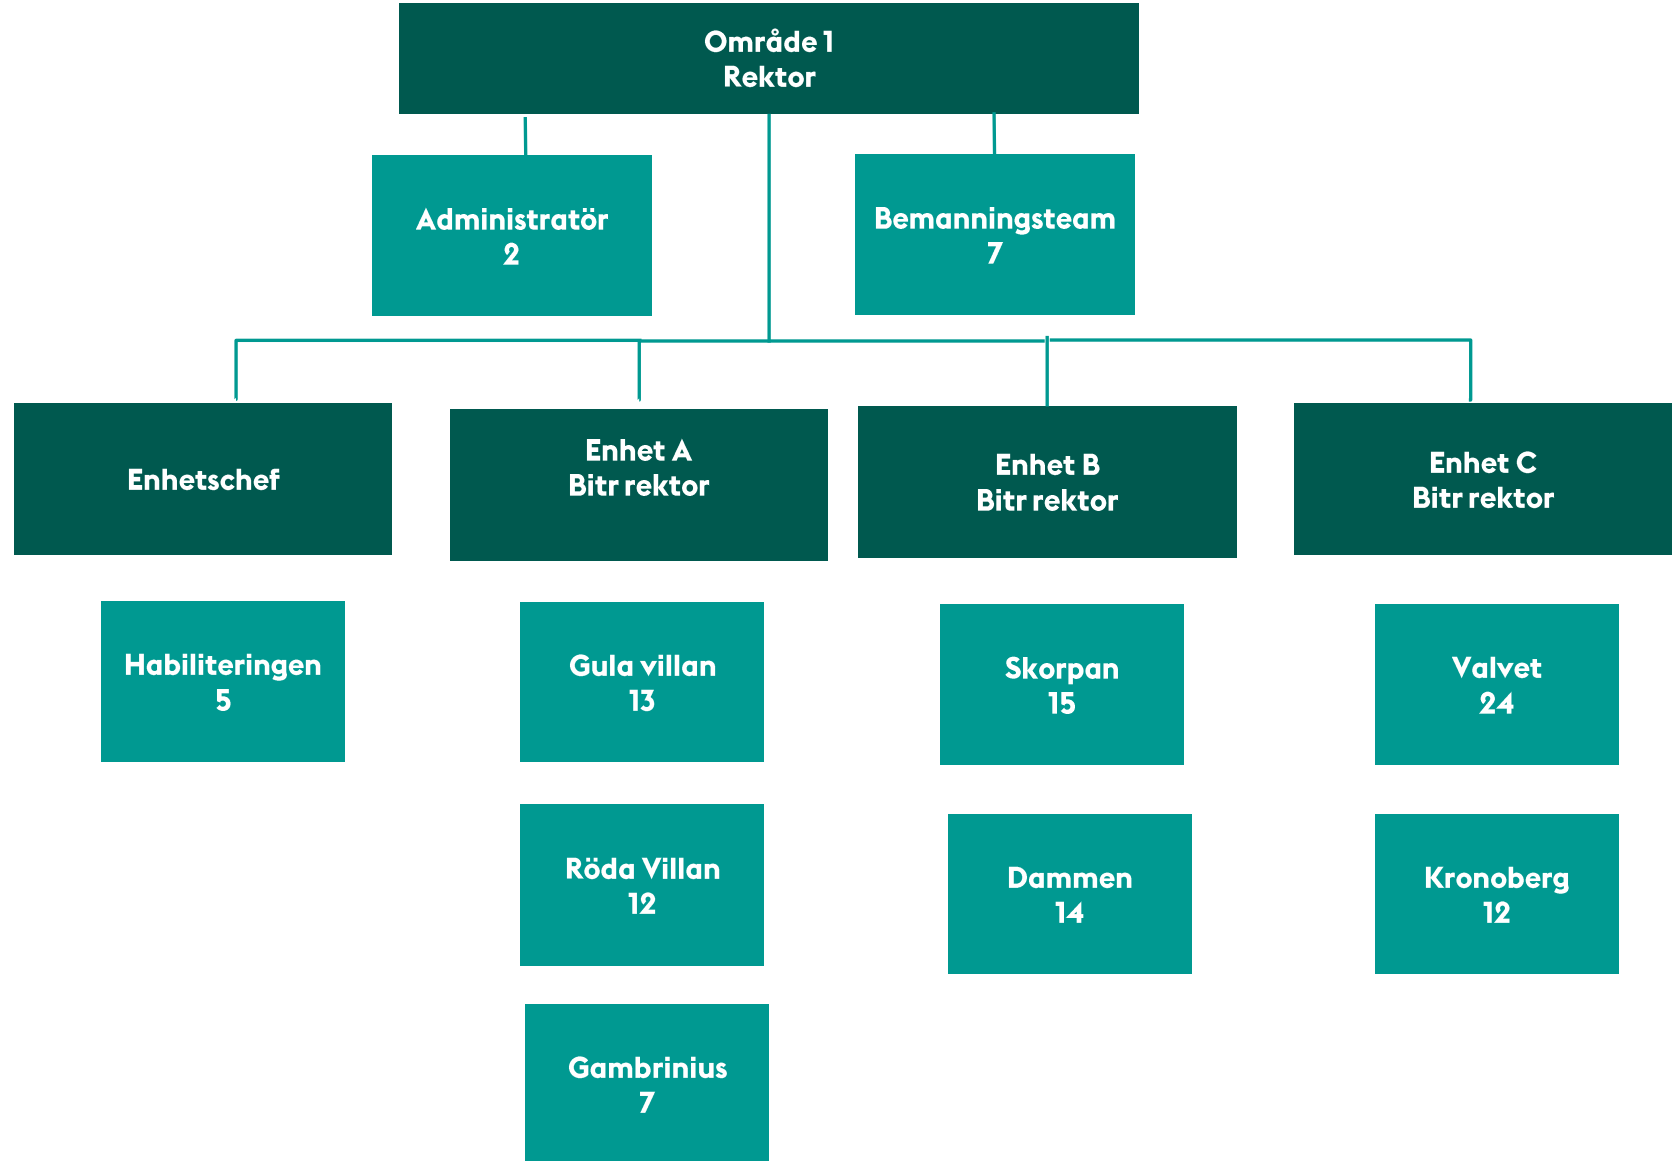 Område 1
Rektor
Administratör
2
Bemanningsteam
7
Enhetschef
Enhet A
Bitr rektor
Enhet B
Bitr rektor
Enhet C
Bitr rektor
Habiliteringen
5
Gula villan
13
Skorpan
15
Valvet
24
Röda Villan
12
Dammen
14
Kronoberg
12
Gambrinius
7